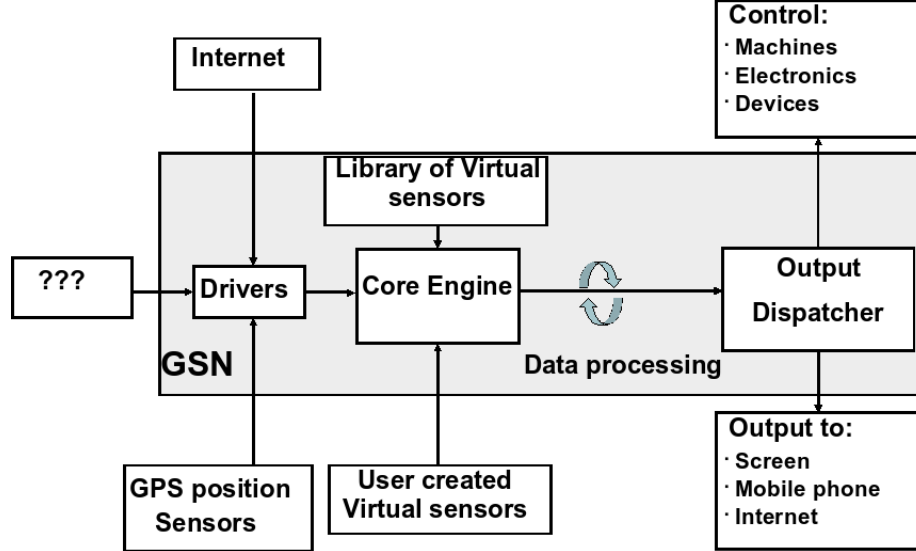 Control:
· Machines
· Electronics
· Devices
Internet
Library of Virtual
sensors
???
Drivers
Core Engine
Output
Dispatcher
GSN
Data processing
GPS position
Sensors
User created
Virtual sensors
Output to:
· Screen
· Mobile phone
· Internet